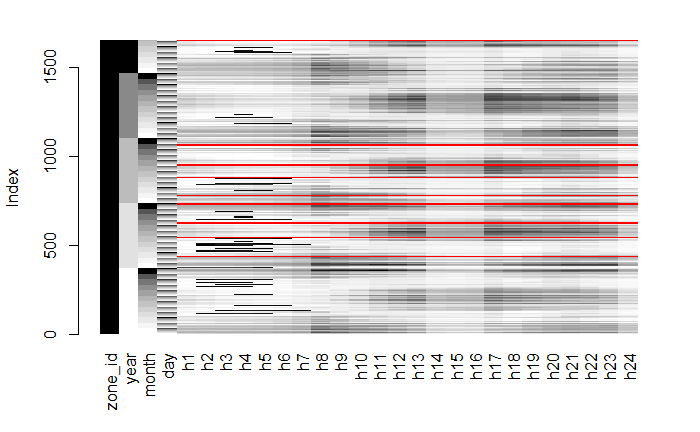 1500
1000
500
0
Index
zone_id
year
month
day
h1
h2
h3
h4
h5
h6
h7
h8
h9
h10
h11
h12
h13
h14
h15
h16
h17
h18
h19
h20
h21
h22
h23
h24